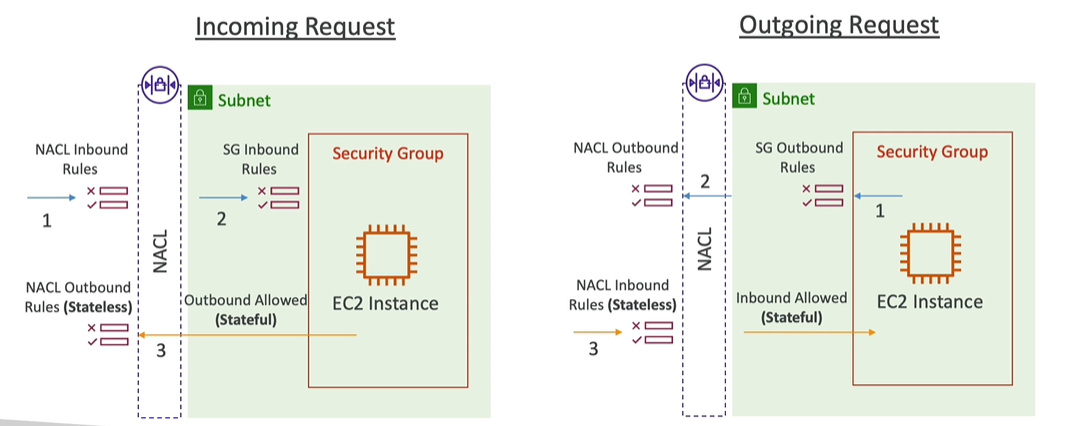 Incoming Request
Subnet
NACL Inbound
Rules
1
SG Inbound
Rules
2
Security Group
NACL
NACL Outbound
Rules (Stateless)
3
Outbound Allowed
(Stateful)
EC2 Instance
Outgoing Request
Subnet
NACL Outbound
Rules
2
SG Outbound
Rules
Security Group
1
NACL
NACL Inbound
Rules (Stateless)
3
Inbound Allowed
(Stateful)
EC2 Instance